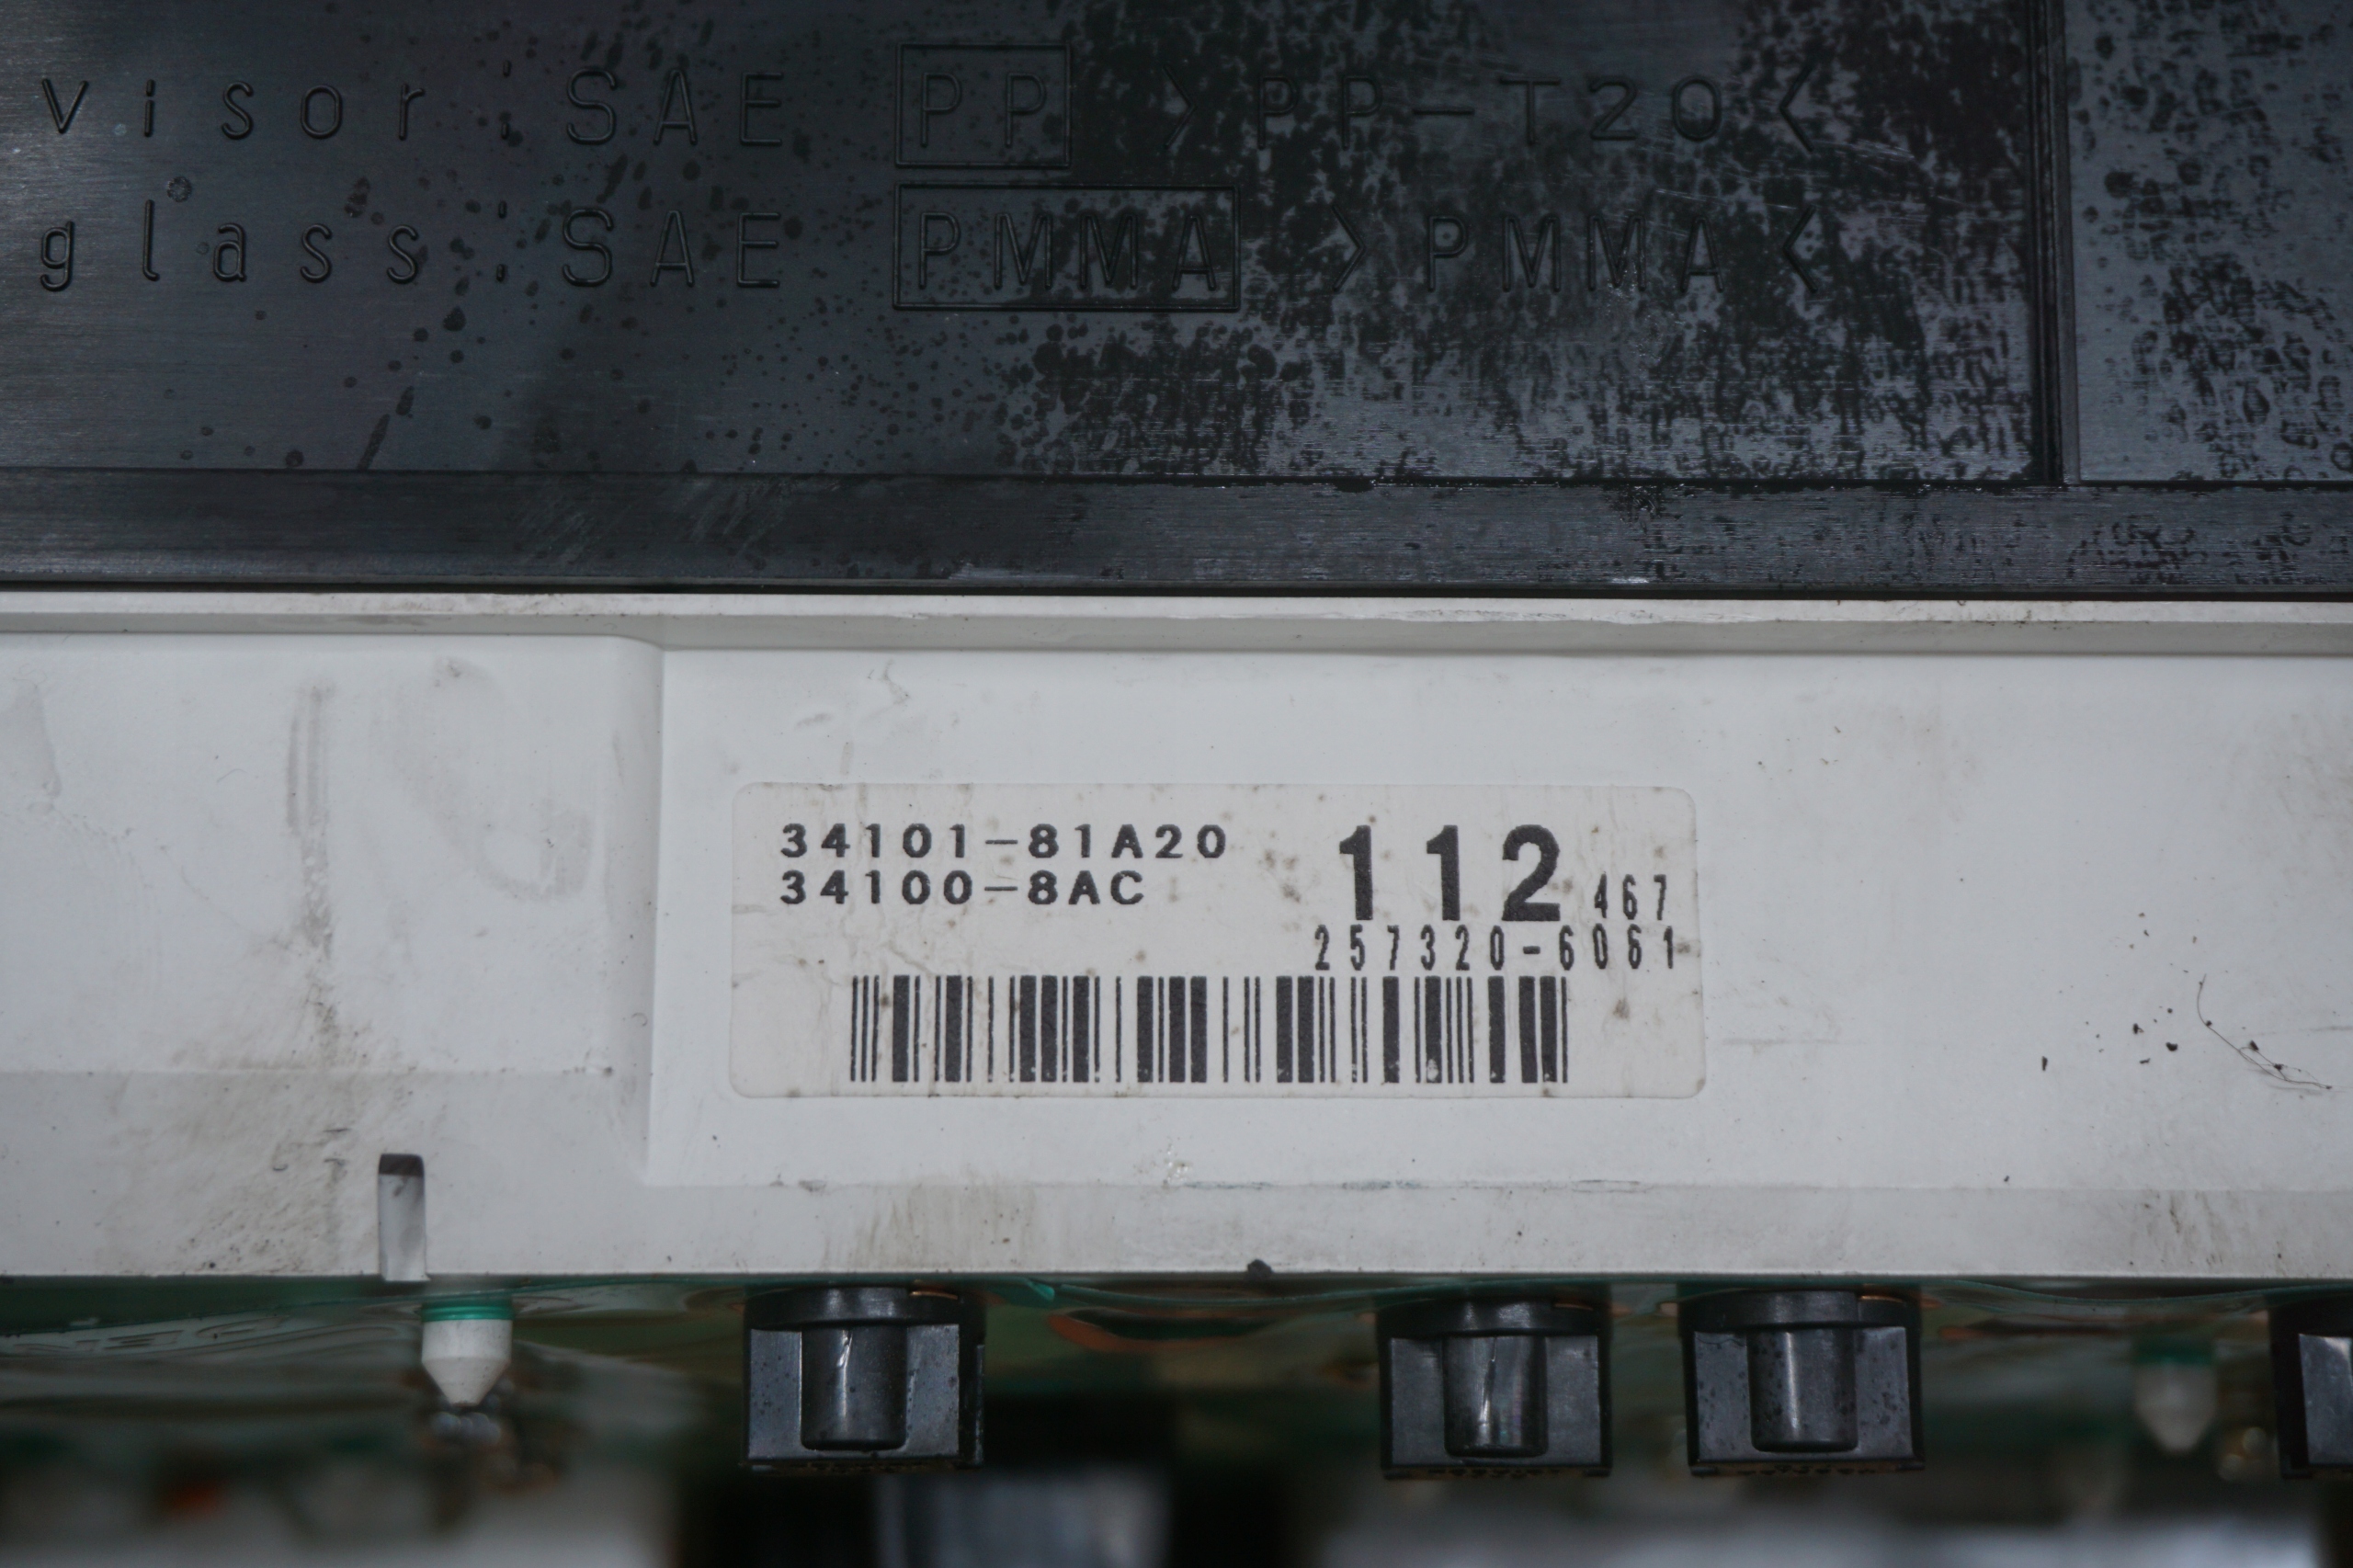 visor:SAE PP >PP-T20<
glass:SAE PMMA >PMMA<
34101-81A20
34100-8AC
112 467
257320-6061